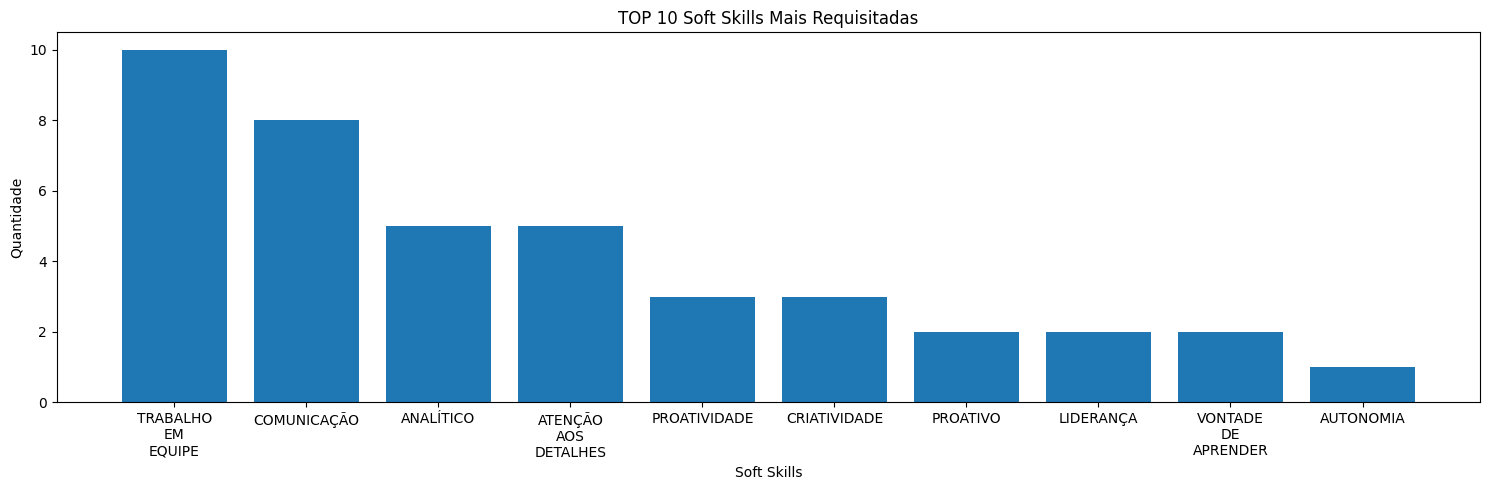 TOP 10 Soft Skills Mais Requisitadas
Quantidade
10
8
6
4
2
0
TRABALHO
EM
EQUIPE
COMUNICAÇÃO
ANALÍTICO
ATENÇÃO
AOS
DETALHES
PROATIVIDADE
CRIATIVIDADE
PROATIVO
LIDERANÇA
VONTADE
DE
APRENDER
AUTONOMIA
Soft Skills